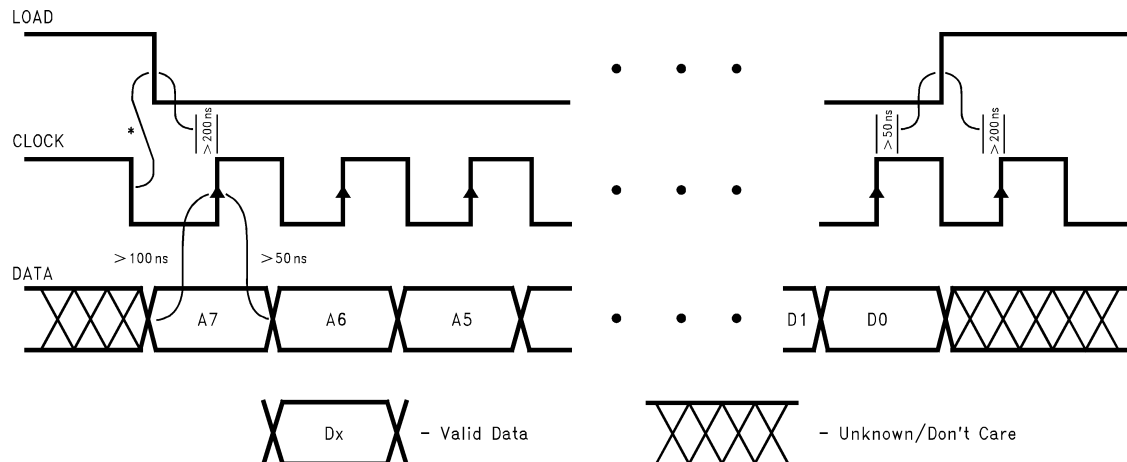 LOAD
>200ns
>50ns
>200ns
*
CLOCK
>100ns
>50ns
DATA
A7
A6
A5
D1
D0
Dx
- Valid Data
- Unknown/Don't Care